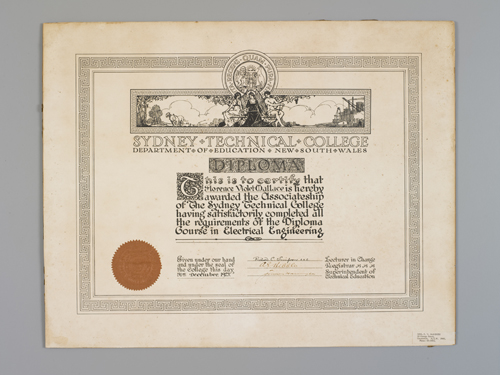 SYDNEY • TECHNICAL • COLLEGE
DEPARTMENT • OF • EDUCATION • NEW • SOUTH • WALES
DIPLOMA
This is to certify that
Florence Violet Wallace is hereby
awarded the Associateship
of The Sydney Technical College
having satisfactorily completed all
the requirements of the Diploma
Course in Electrical Engineering
Given under our hand
and under the seal of
the College this day
December
Lecturer in Charge
Registrar
Superintendent of
Technical Education